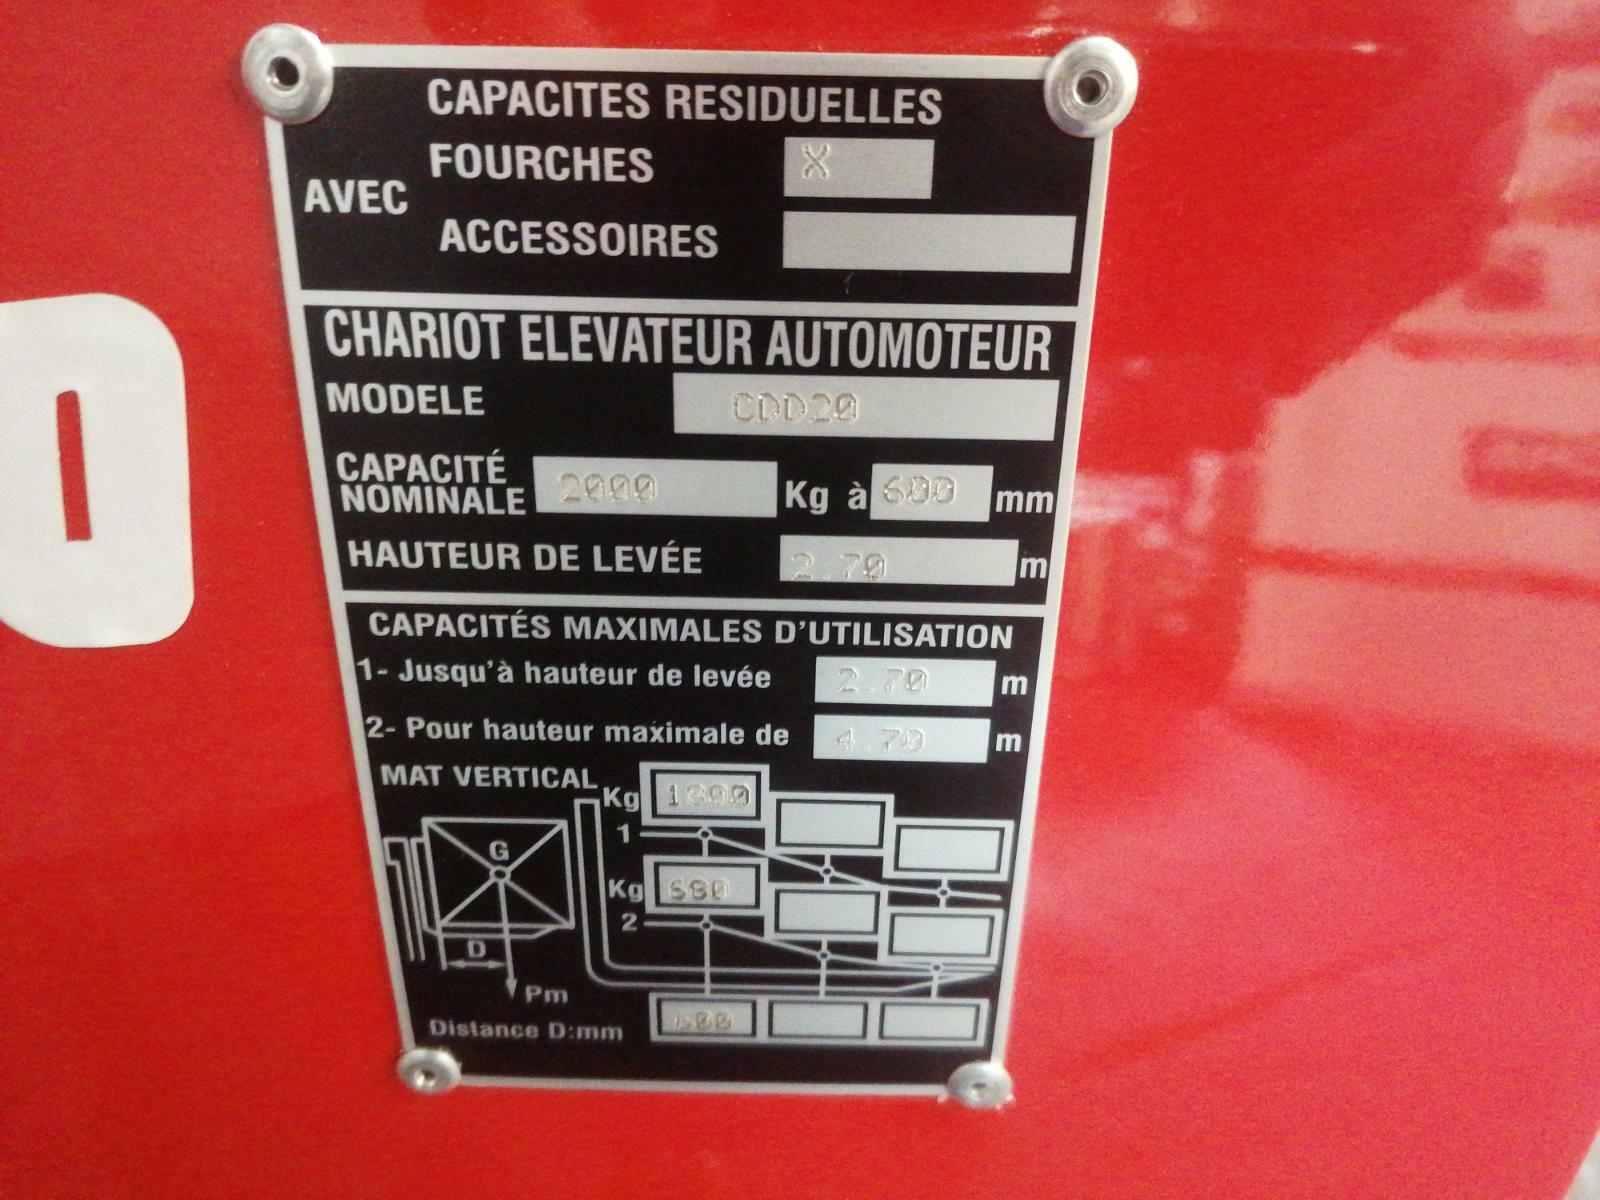 CAPACITES RESIDUELLES
AVEC FOURCHES X
ACCESSOIRES
CHARIOT ELEVATEUR AUTOMOTEUR
MODELE CDD20
CAPACITÉ NOMINALE 2000 Kg à 600 mm
HAUTEUR DE LEVÉE 2.70 m
CAPACITÉS MAXIMALES D'UTILISATION
1- Jusqu'à hauteur de levée 2.70 m
2- Pour hauteur maximale de 4.70 m
MAT VERTICAL
Kg 1800
1
G
Kg 680
2
D
Pm
Distance D:mm 600